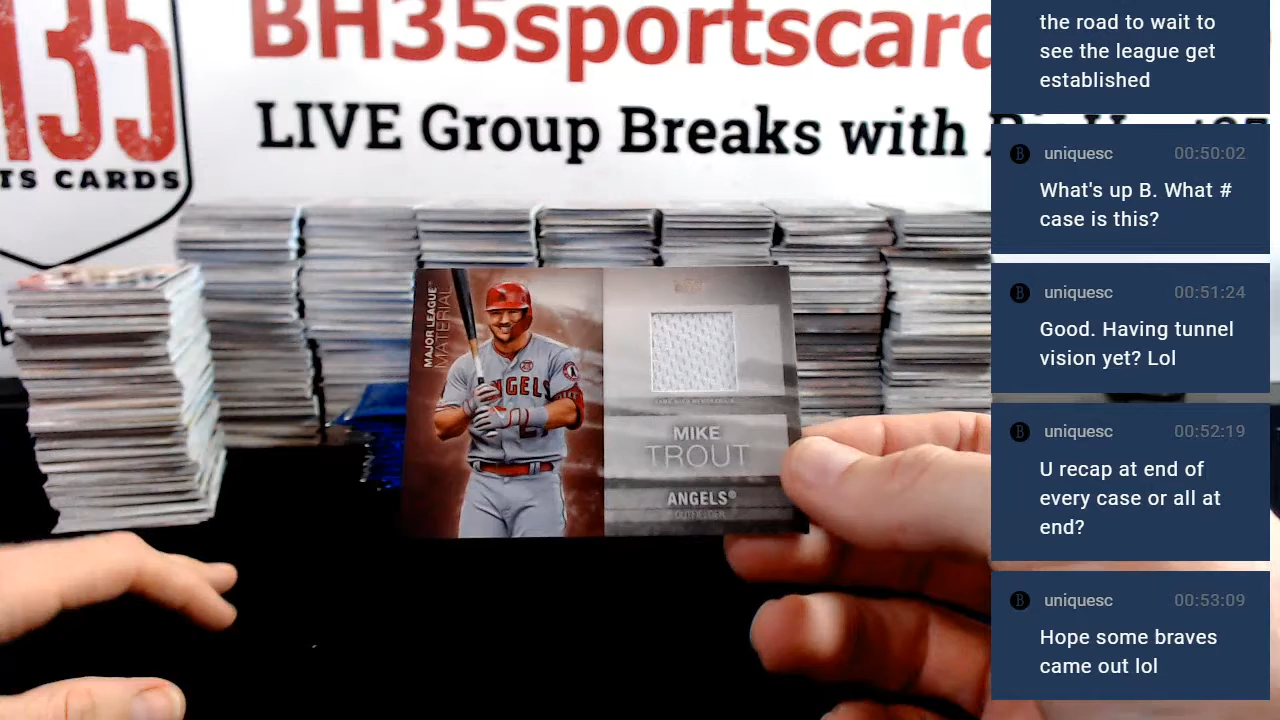 135
TS CARDS
BH35sportscard
LIVE Group Breaks with
MAJOR LEAGUE
MATERIAL
ANGELS
MIKE
TROUT
ANGELS®
OUTFIELDER
the road to wait to
see the league get
established
uniquesc 00:50:02
What's up B. What #
case is this?
uniquesc 00:51:24
Good. Having tunnel
vision yet? Lol
uniquesc 00:52:19
U recap at end of
every case or all at
end?
uniquesc 00:53:09
Hope some braves
came out lol